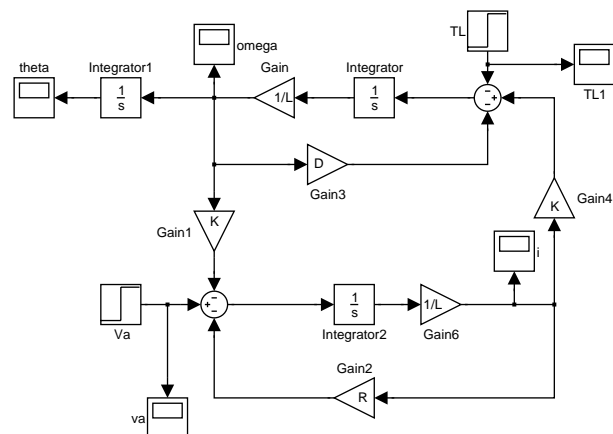 TL
omega
theta
Integrator1
Gain
Integrator
1
s
1/L
1
s
TL1
D
Gain3
K
Gain4
K
Gain1
i
Va
1
s
1/L
Integrator2
Gain6
Gain2
R
va